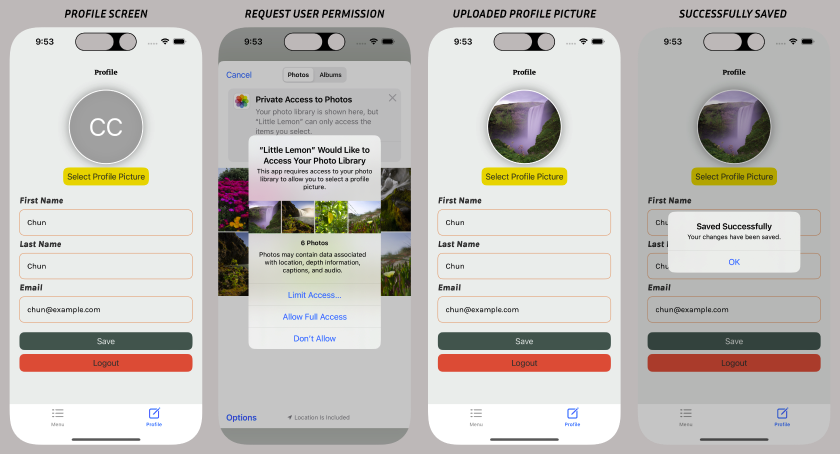 PROFILE SCREEN
9:53
Profile
CC
Select Profile Picture
First Name
Chun
Last Name
Chun
Email
chun@example.com
Save
Logout
Menu
Profile
REQUEST USER PERMISSION
9:53
Cancel
Photos
Albums
Private Access to Photos
Your photo library is shown here, but
"Little Lemon" can only access the
items you select.
"Little Lemon" Would Like to
Access Your Photo Library
This app requires access to your photo
library to allow you to select a profile
picture.
6 Photos
Photos may contain data associated
with location, depth information,
captions, and audio.
Limit Access...
Allow Full Access
Don't Allow
Options
Location Is Included
UPLOADED PROFILE PICTURE
9:53
Profile
Select Profile Picture
First Name
Chun
Last Name
Chun
Email
chun@example.com
Save
Logout
Menu
Profile
SUCCESSFULLY SAVED
9:53
Profile
Select Profile Picture
First Name
Saved Successfully
Your changes have been saved.
OK
Email
chun@example.com
Save
Logout
Menu
Profile